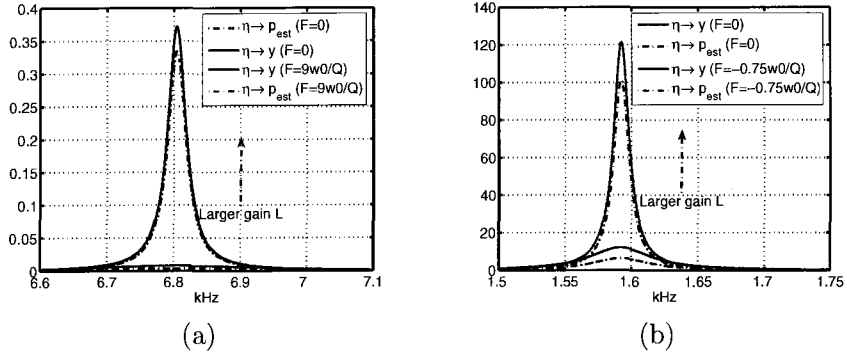 0.4
0.35
0.3
0.25
0.2
0.15
0.1
0.05
0
6.6 6.7 6.8 6.9 7 7.1
kHz
η→ p_est (F=0)
η→ y (F=0)
η→ y (F=9w0/Q)
η→ p_est (F=9w0/Q)
Larger gain L
(a)
140
120
100
80
60
40
20
0
1.5 1.55 1.6 1.65 1.7 1.75
kHz
η→ y (F=0)
η→ p_est (F=0)
η→ y (F=−0.75w0/Q)
η→ p_est (F=−0.75w0/Q)
Larger gain L
(b)